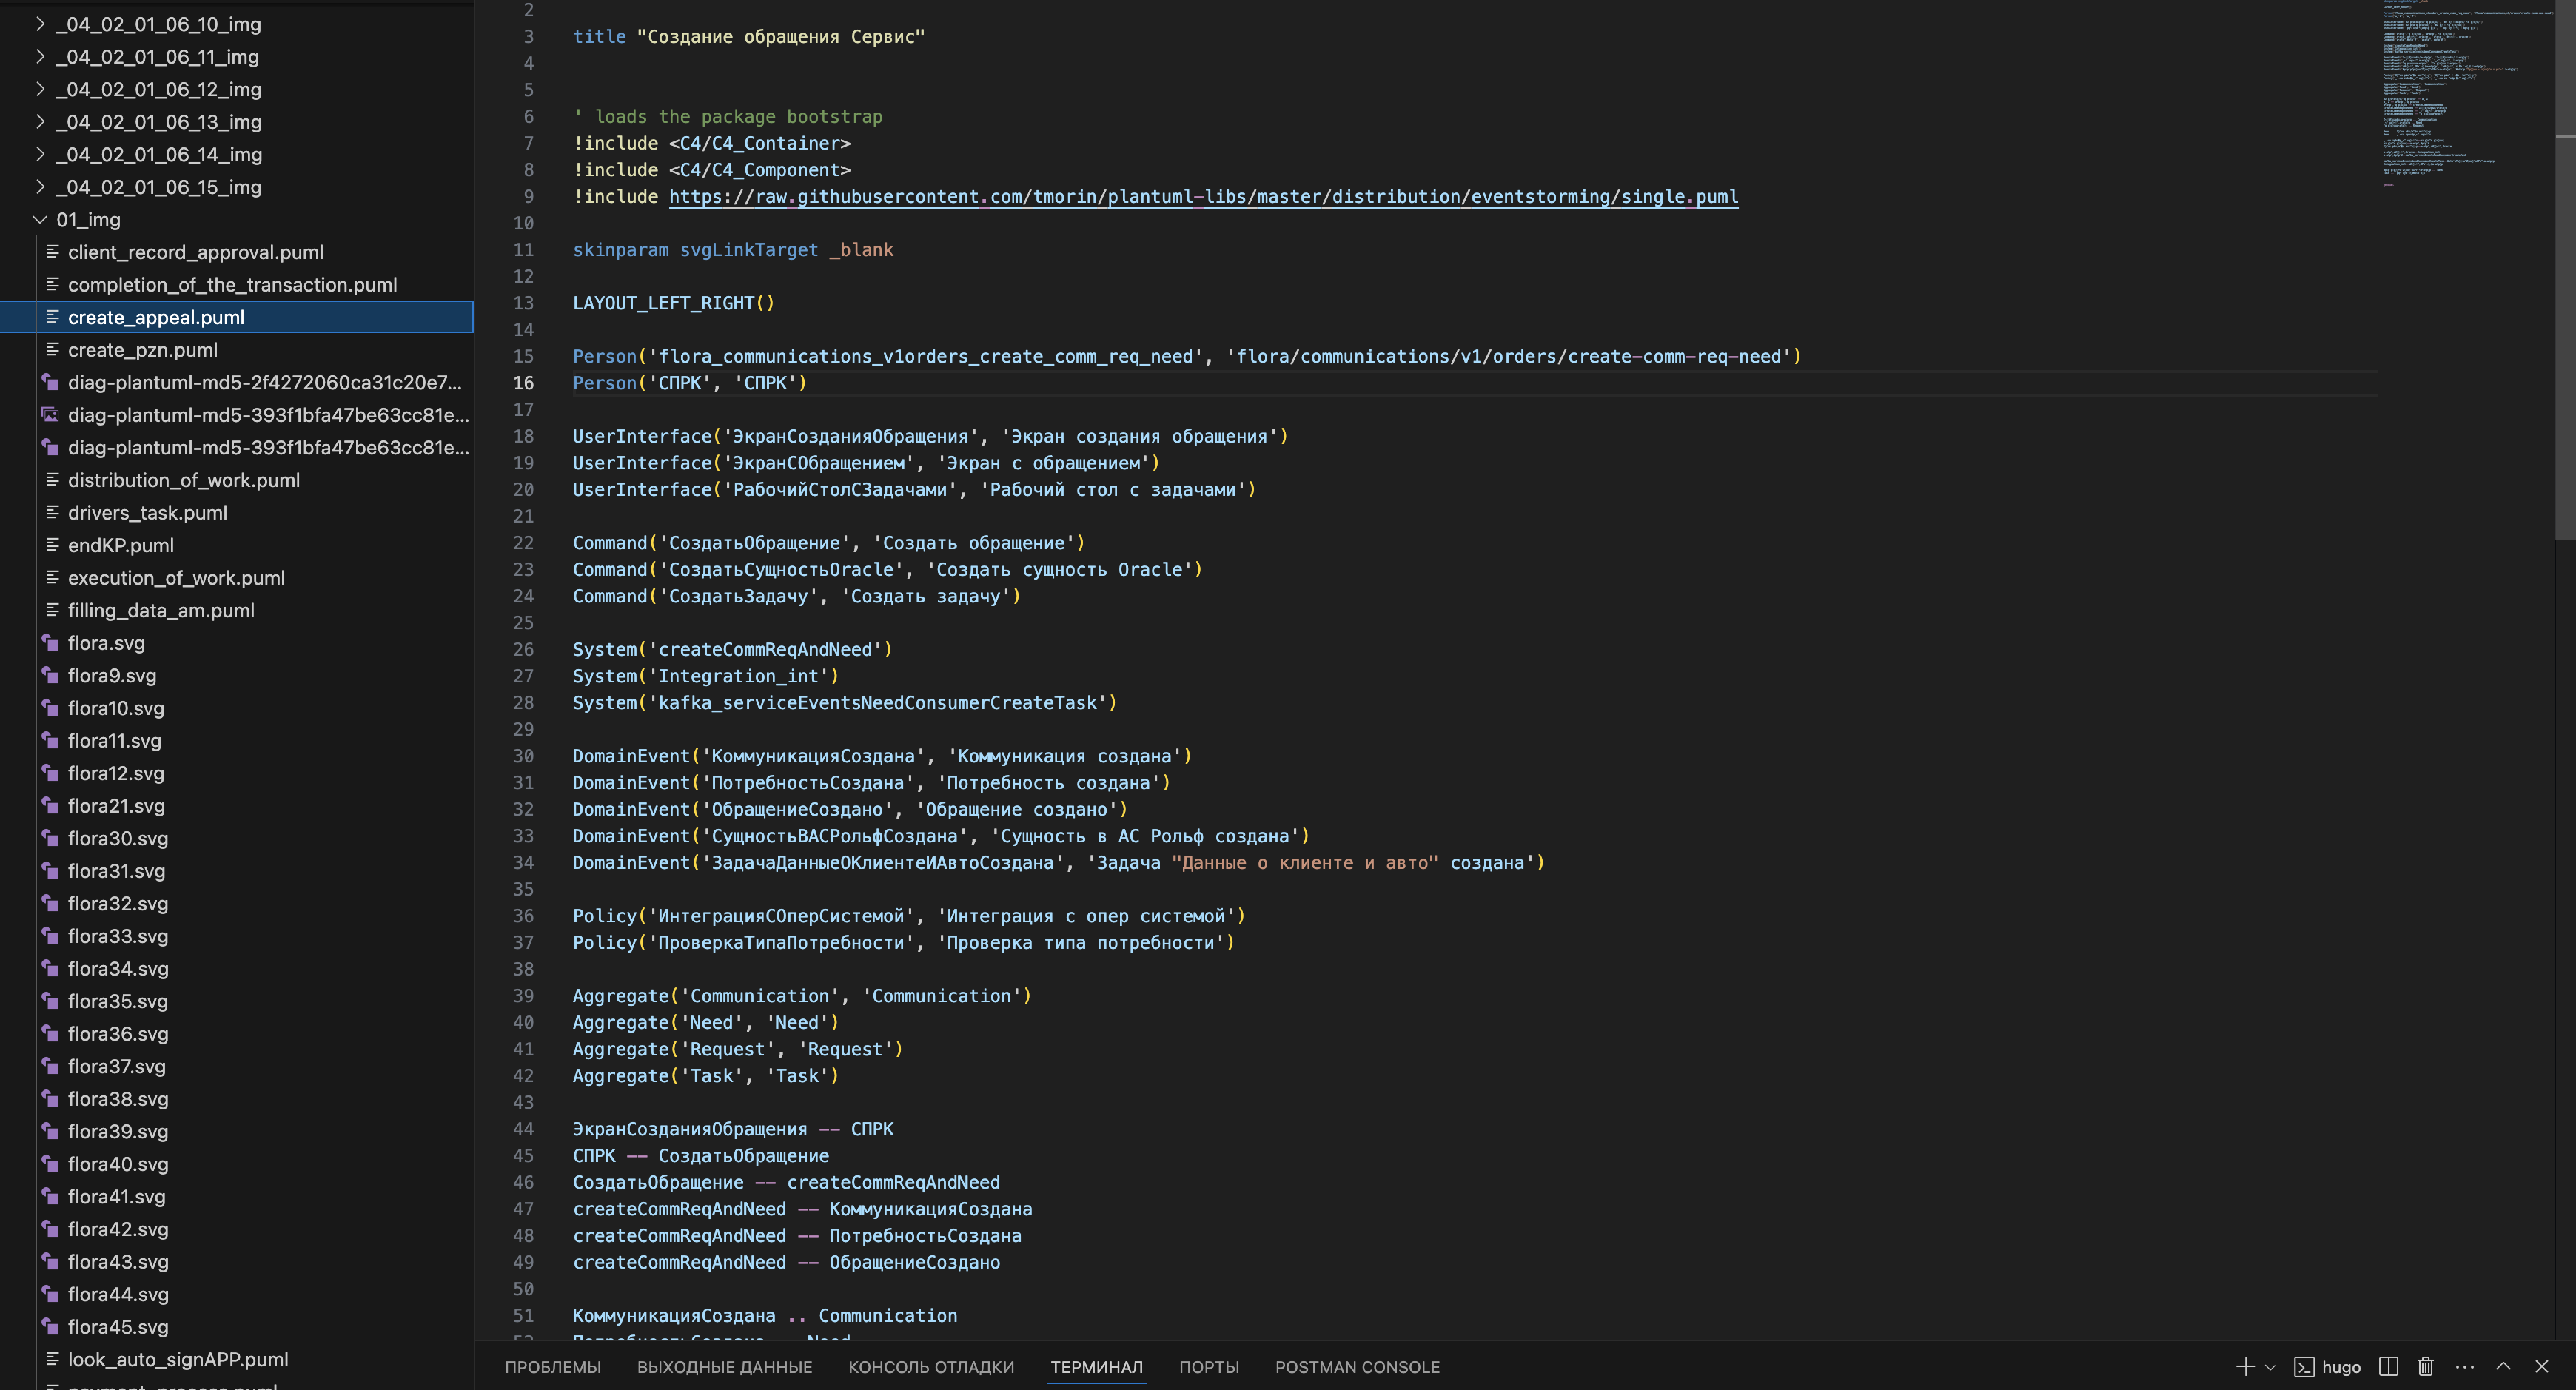 _04_02_01_06_10_img
_04_02_01_06_11_img
_04_02_01_06_12_img
_04_02_01_06_13_img
_04_02_01_06_14_img
_04_02_01_06_15_img
01_img
client_record_approval.puml
completion_of_the_transaction.puml
create_appeal.puml
create_pzn.puml
diag-plantuml-md5-2f4272060ca31c20e7...
diag-plantuml-md5-393f1bfa47be63cc81e...
diag-plantuml-md5-393f1bfa47be63cc81e...
distribution_of_work.puml
drivers_task.puml
endKP.puml
execution_of_work.puml
filling_data_am.puml
flora.svg
flora9.svg
flora10.svg
flora11.svg
flora12.svg
flora21.svg
flora30.svg
flora31.svg
flora32.svg
flora33.svg
flora34.svg
flora35.svg
flora36.svg
flora37.svg
flora38.svg
flora39.svg
flora40.svg
flora41.svg
flora42.svg
flora43.svg
flora44.svg
flora45.svg
look_auto_signAPP.puml
2
3 title "Создание обращения Сервис"
4
5
6 ' loads the package bootstrap
7 !include <C4/C4_Container>
8 !include <C4/C4_Component>
9 !include https://raw.githubusercontent.com/tmorin/plantuml-libs/master/distribution/eventstorming/single.puml
10
11 skinparam svgLinkTarget _blank
12
13 LAYOUT_LEFT_RIGHT()
14
15 Person('flora_communications_v1orders_create_comm_req_need', 'flora/communications/v1/orders/create-comm-req-need')
16 Person('СПРК', 'СПРК')
17
18 UserInterface('ЭкранСозданияОбращения', 'Экран создания обращения')
19 UserInterface('ЭкранСОбращением', 'Экран с обращением')
20 UserInterface('РабочийСтолСЗадачами', 'Рабочий стол с задачами')
21
22 Command('СоздатьОбращение', 'Создать обращение')
23 Command('СоздатьСущностьOracle', 'Создать сущность Oracle')
24 Command('СоздатьЗадачу', 'Создать задачу')
25
26 System('createCommReqAndNeed')
27 System('Integration_int')
28 System('kafka_serviceEventsNeedConsumerCreateTask')
29
30 DomainEvent('КоммуникацияСоздана', 'Коммуникация создана')
31 DomainEvent('ПотребностьСоздана', 'Потребность создана')
32 DomainEvent('ОбращениеСоздано', 'Обращение создано')
33 DomainEvent('СущностьВАСРольфСоздана', 'Сущность в АС Рольф создана')
34 DomainEvent('ЗадачаДанныеОКлиентеИАвтоСоздана', 'Задача "Данные о клиенте и авто" создана')
35
36 Policy('ИнтеграцияСОперСистемой', 'Интеграция с опер системой')
37 Policy('ПроверкаТипаПотребности', 'Проверка типа потребности')
38
39 Aggregate('Communication', 'Communication')
40 Aggregate('Need', 'Need')
41 Aggregate('Request', 'Request')
42 Aggregate('Task', 'Task')
43
44 ЭкранСозданияОбращения -- СПРК
45 СПРК -- СоздатьОбращение
46 СоздатьОбращение -- createCommReqAndNeed
47 createCommReqAndNeed -- КоммуникацияСоздана
48 createCommReqAndNeed -- ПотребностьСоздана
49 createCommReqAndNeed -- ОбращениеСоздано
50
51 КоммуникацияСоздана .. Communication
ПРОБЛЕМЫ ВЫХОДНЫЕ ДАННЫЕ КОНСОЛЬ ОТЛАДКИ ТЕРМИНАЛ ПОРТЫ POSTMAN CONSOLE hugo